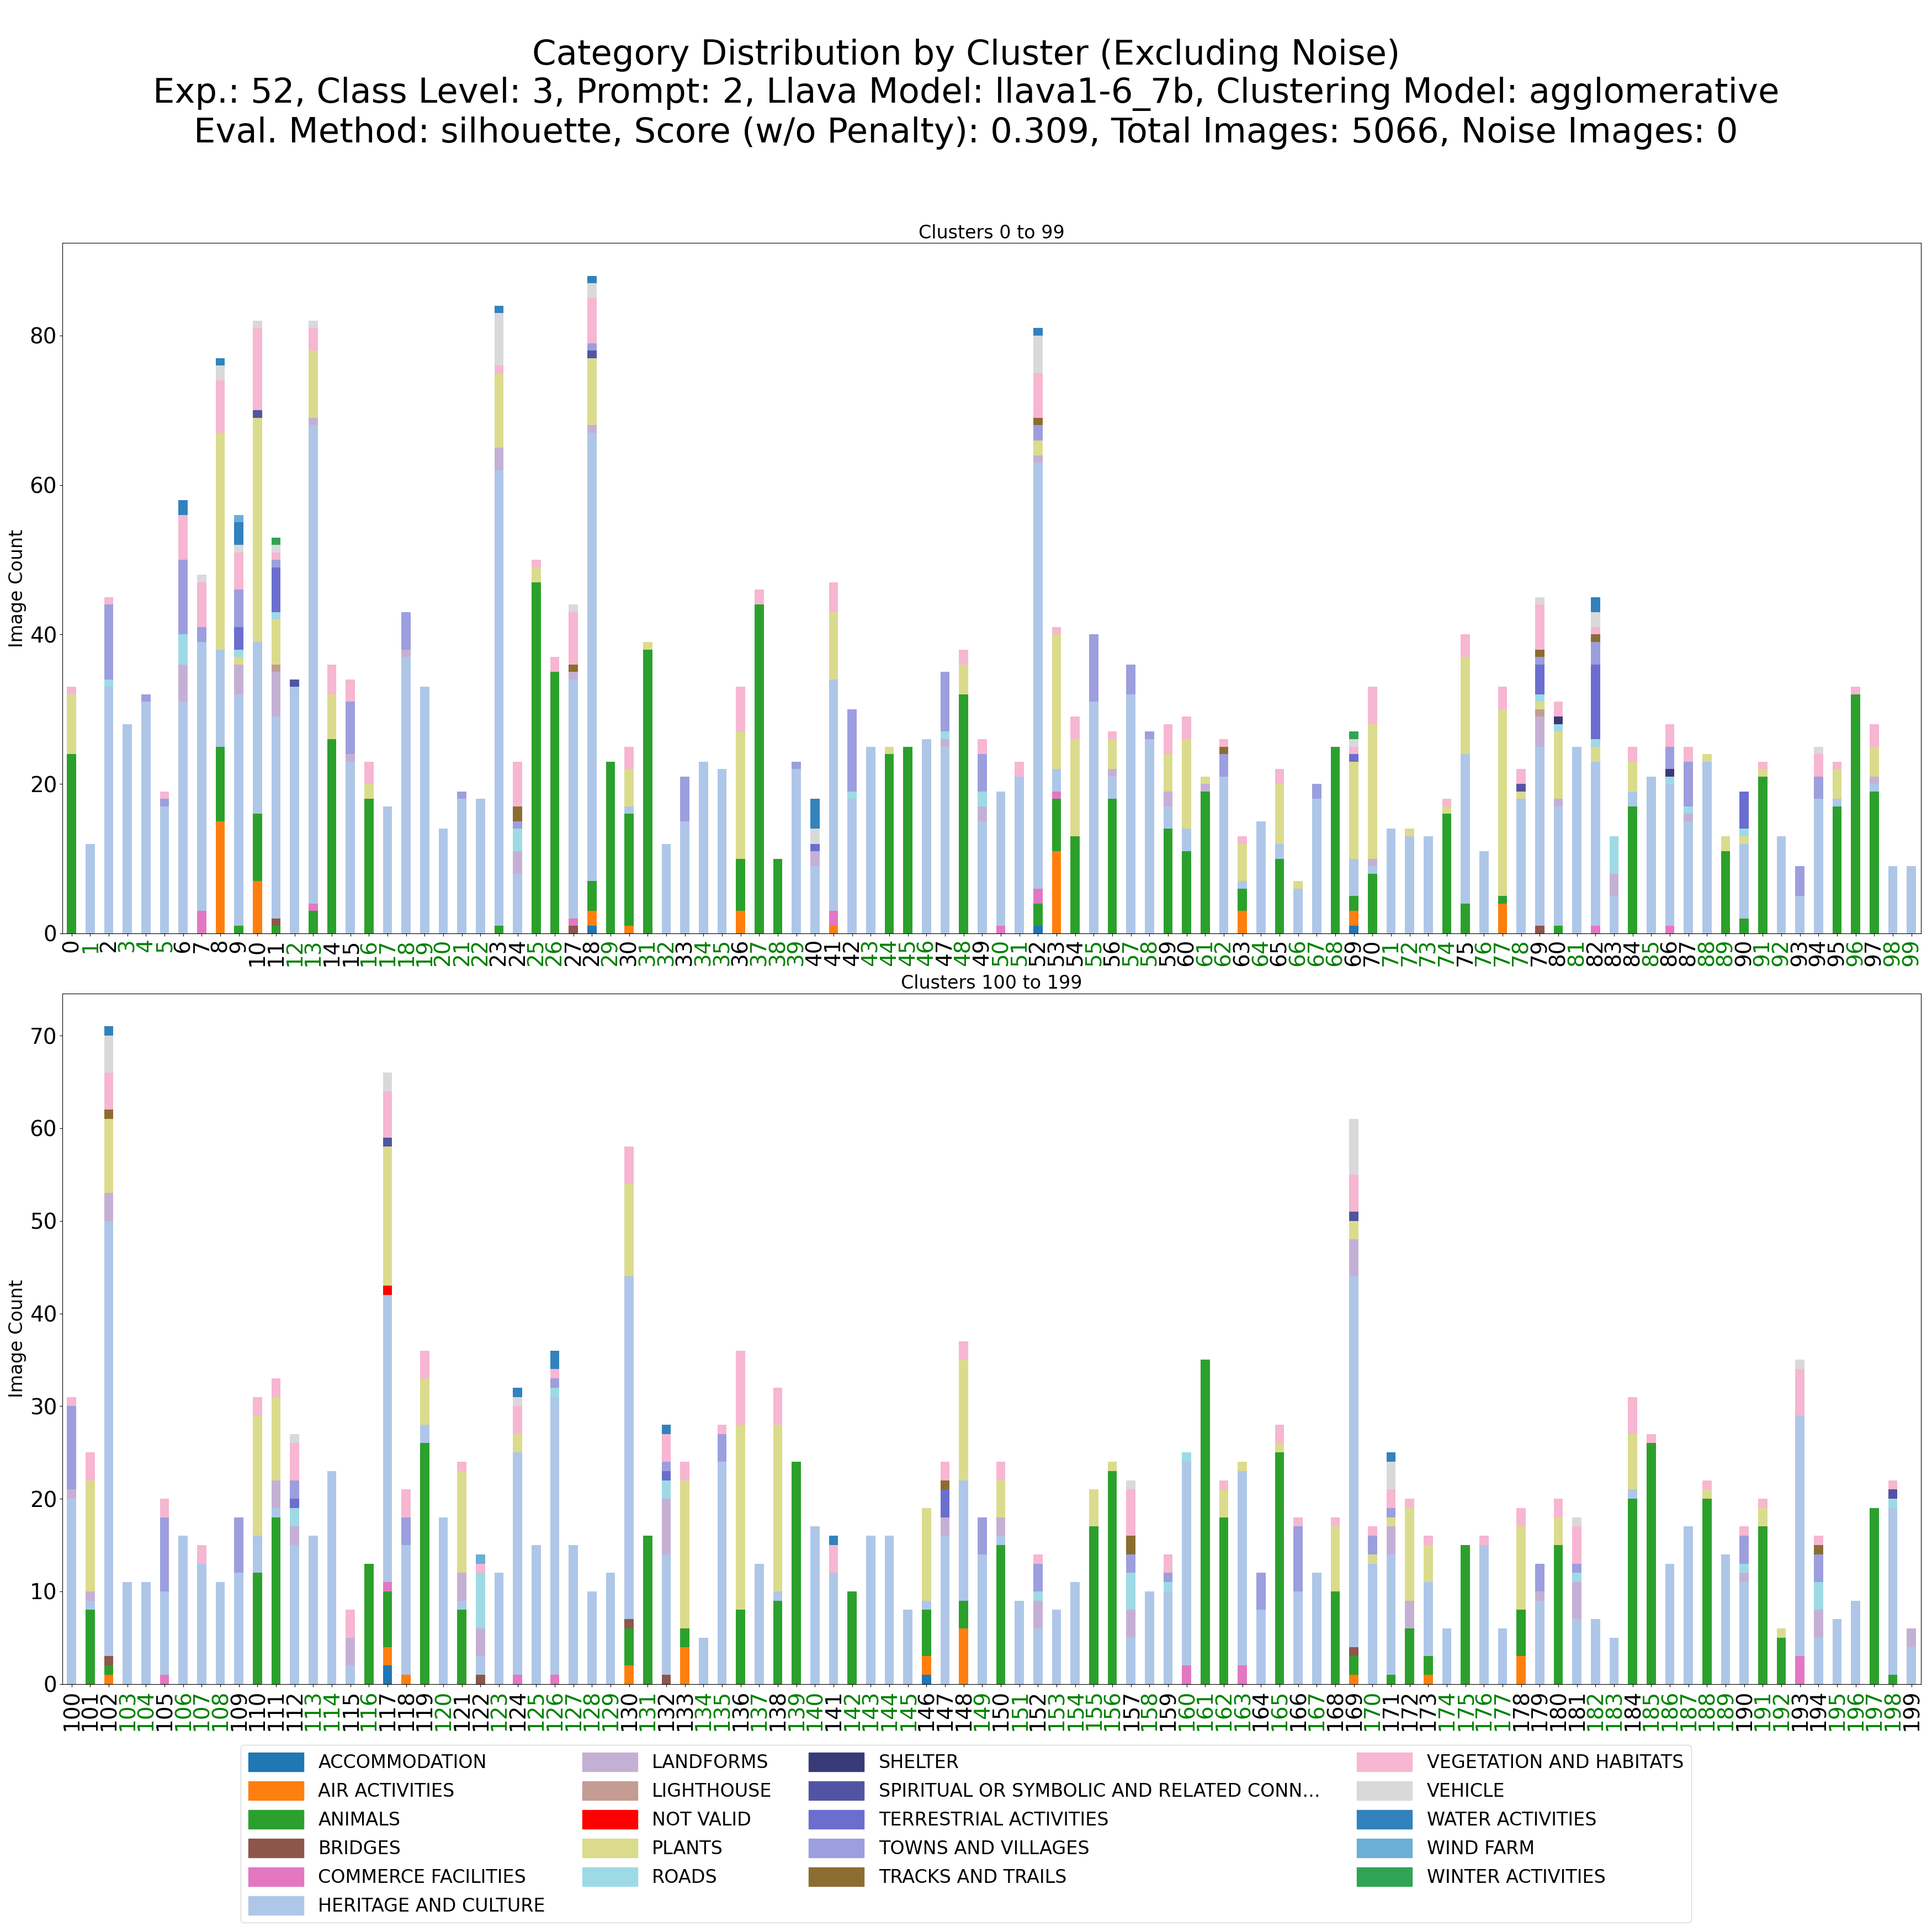 Category Distribution by Cluster (Excluding Noise)
Exp.: 52, Class Level: 3, Prompt: 2, Llava Model: llava1-6_7b, Clustering Model: agglomerative
Eval. Method: silhouette, Score (w/o Penalty): 0.309, Total Images: 5066, Noise Images: 0
Clusters 0 to 99
Image Count
80
60
40
20
0
0 1 2 3 4 5 6 7 8 9 10 11 12 13 14 15 16 17 18 19 20 21 22 23 24 25 26 27 28 29 30 31 32 33 34 35 36 37 38 39 40 41 42 43 44 45 46 47 48 49 50 51 52 53 54 55 56 57 58 59 60 61 62 63 64 65 66 67 68 69 70 71 72 73 74 75 76 77 78 79 80 81 82 83 84 85 86 87 88 89 90 91 92 93 94 95 96 97 98 99
Clusters 100 to 199
Image Count
70
60
50
40
30
20
10
0
100 101 102 103 104 105 106 107 108 109 110 111 112 113 114 115 116 117 118 119 120 121 122 123 124 125 126 127 128 129 130 131 132 133 134 135 136 137 138 139 140 141 142 143 144 145 146 147 148 149 150 151 152 153 154 155 156 157 158 159 160 161 162 163 164 165 166 167 168 169 170 171 172 173 174 175 176 177 178 179 180 181 182 183 184 185 186 187 188 189 190 191 192 193 194 195 196 197 198 199
ACCOMMODATION
AIR ACTIVITIES
ANIMALS
BRIDGES
COMMERCE FACILITIES
HERITAGE AND CULTURE
LANDFORMS
LIGHTHOUSE
NOT VALID
PLANTS
ROADS
SHELTER
SPIRITUAL OR SYMBOLIC AND RELATED CONN...
TERRESTRIAL ACTIVITIES
TOWNS AND VILLAGES
TRACKS AND TRAILS
VEGETATION AND HABITATS
VEHICLE
WATER ACTIVITIES
WIND FARM
WINTER ACTIVITIES